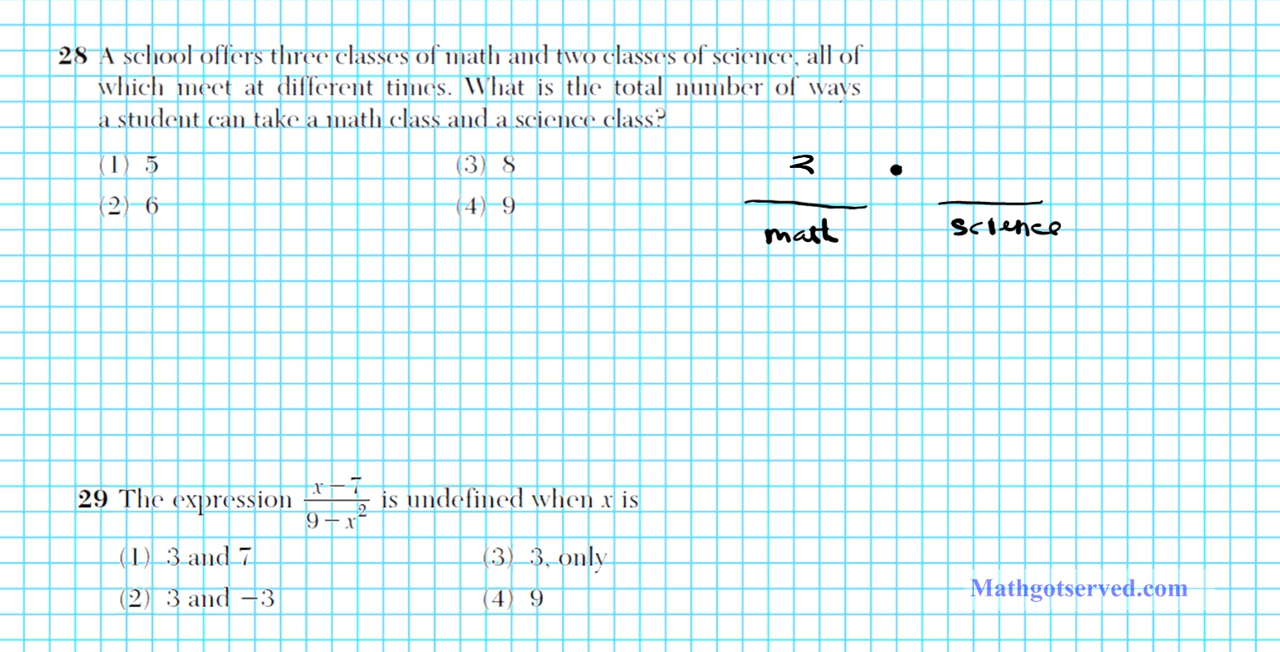 28 A school offers three classes of math and two classes of science, all of
which meet at different times. What is the total number of ways
a student can take a math class and a science class?
(1) 5 (3) 8
(2) 6 (4) 9
3 •
math science
29 The expression \frac{x - 7}{9 - x^2} is undefined when x is
(1) 3 and 7 (3) 3, only
(2) 3 and −3 (4) 9
Mathgotserved.com